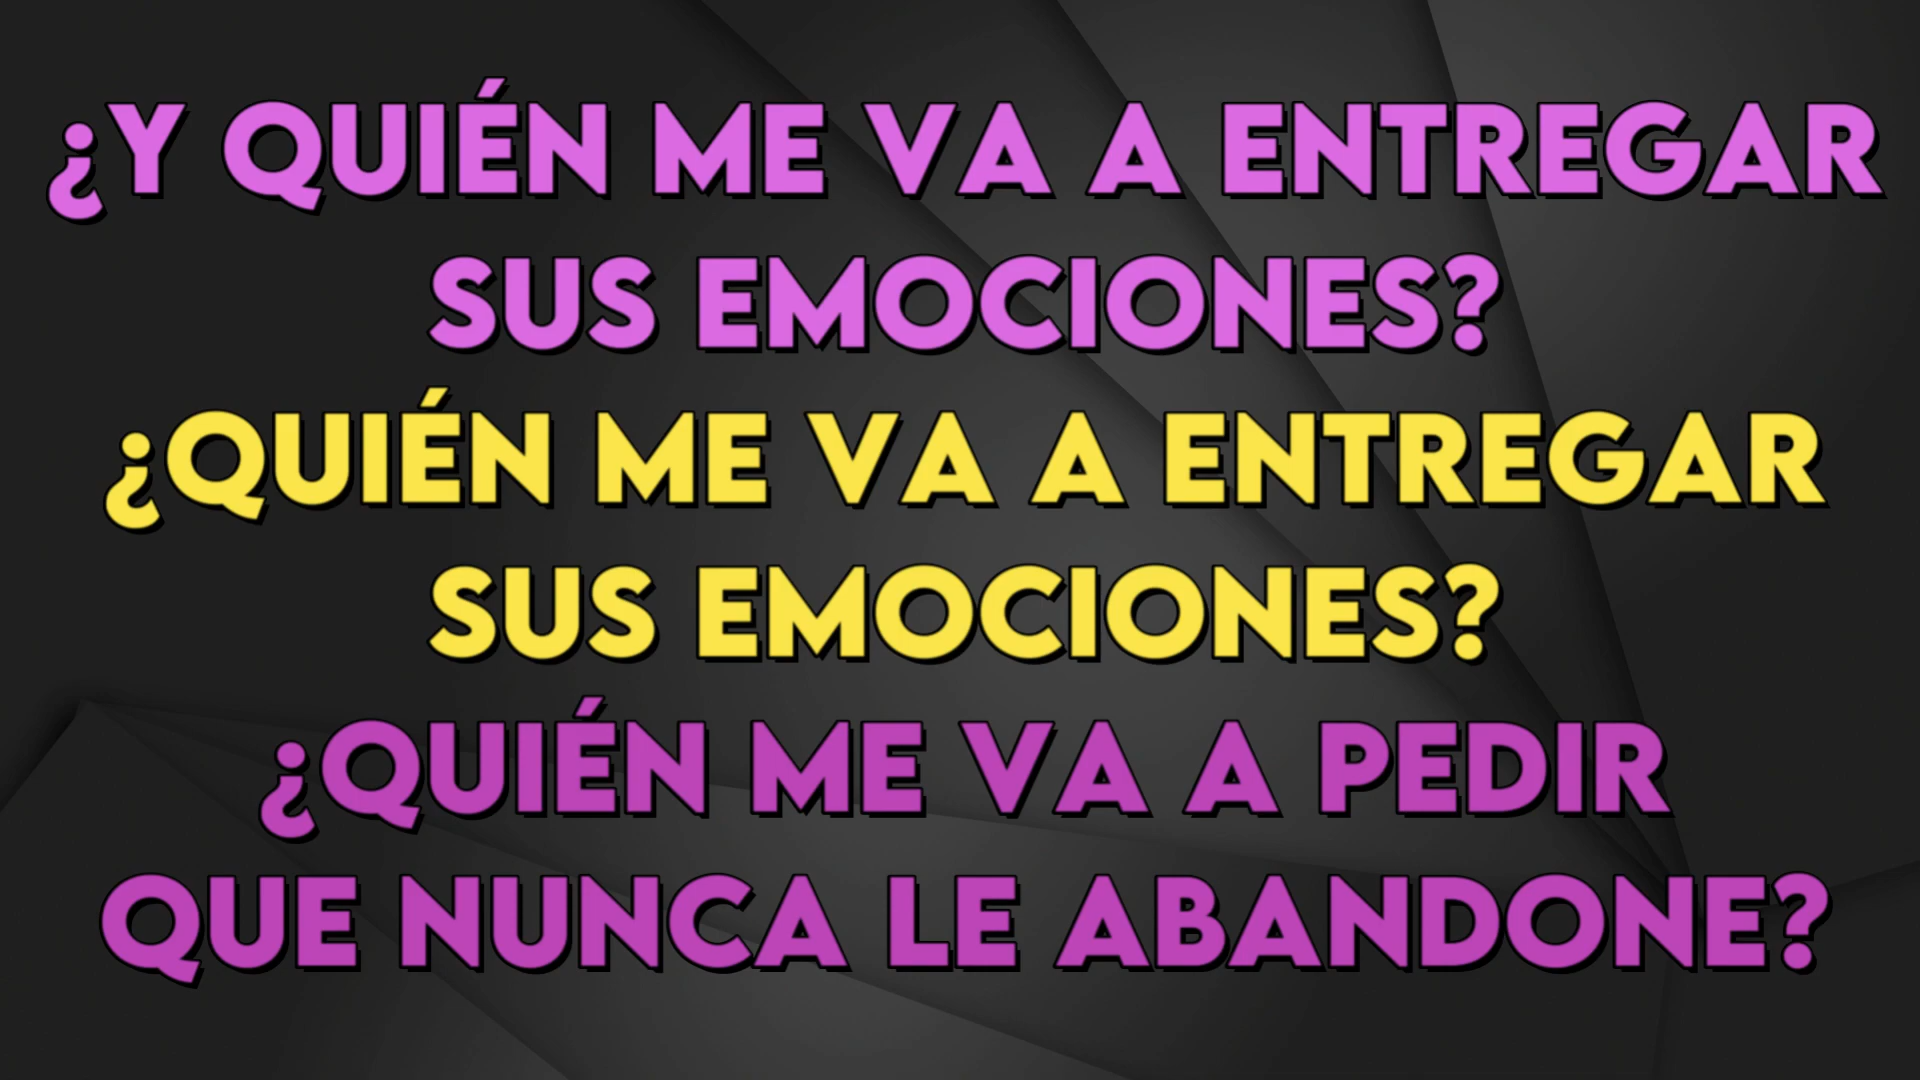 ¿Y QUIÉN ME VA A ENTREGAR
SUS EMOCIONES?
¿QUIÉN ME VA A ENTREGAR
SUS EMOCIONES?
¿QUIÉN ME VA A PEDIR
QUE NUNCA LE ABANDONE?